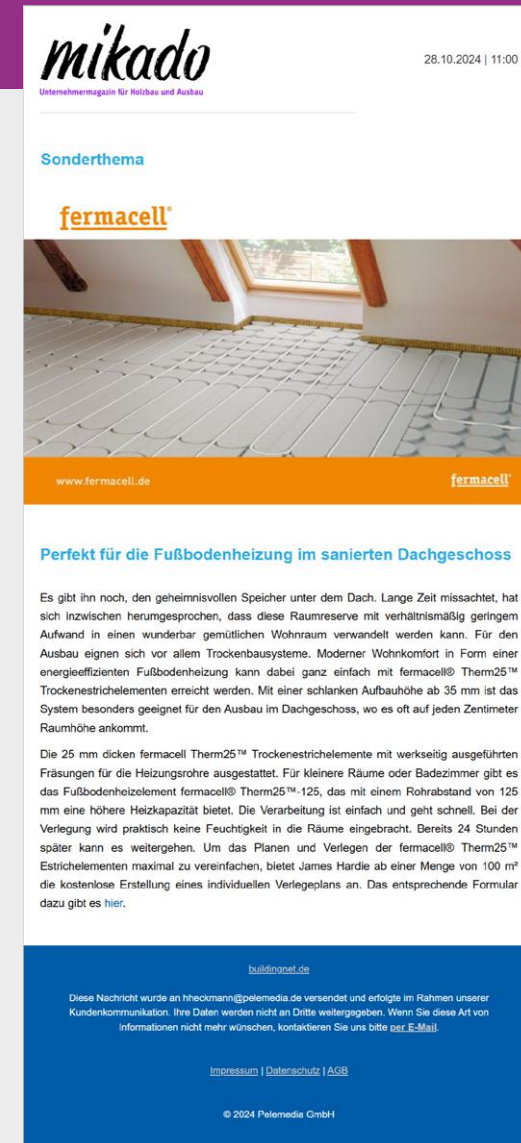 mikado
Unternehmermagazin für Holzbau und Ausbau
28.10.2024 | 11:00
Sonderthema
fermacell®
www.fermacell.de
fermacell®
Perfekt für die Fußbodenheizung im sanierten Dachgeschoss
Es gibt ihn noch, den geheimnisvollen Speicher unter dem Dach. Lange Zeit missachtet, hat
sich inzwischen herumgesprochen, dass diese Raumreserve mit verhältnismäßig geringem
Aufwand in einen wunderbar gemütlichen Wohnraum verwandelt werden kann. Für den
Ausbau eignen sich vor allem Trockenbausysteme. Moderner Wohnkomfort in Form einer
energieeffizienten Fußbodenheizung kann dabei ganz einfach mit fermacell® Therm25™
Trockenestrichelementen erreicht werden. Mit einer schlanken Aufbauhöhe ab 35 mm ist das
System besonders geeignet für den Ausbau im Dachgeschoss, wo es oft auf jeden Zentimeter
Raumhöhe ankommt.
Die 25 mm dicken fermacell Therm25™ Trockenestrichelemente mit werkseitig ausgeführten
Fräsungen für die Heizungsrohre ausgestattet. Für kleinere Räume oder Badezimmer gibt es
das Fußbodenheizelement fermacell® Therm25™-125, das mit einem Rohrabstand von 125
mm eine höhere Heizkapazität bietet. Die Verarbeitung ist einfach und geht schnell. Bei der
Verlegung wird praktisch keine Feuchtigkeit in die Räume eingebracht. Bereits 24 Stunden
später kann es weitergehen. Um das Planen und Verlegen der fermacell® Therm25™
Estrichelementen maximal zu vereinfachen, bietet James Hardie ab einer Menge von 100 m²
die kostenlose Erstellung eines individuellen Verlegeplans an. Das entsprechende Formular
dazu gibt es hier.
buildingnet.de
Diese Nachricht wurde an hheckmann@pelemedia.de versendet und erfolgte im Rahmen unserer
Kundenkommunikation. Ihre Daten werden nicht an Dritte weitergegeben. Wenn Sie diese Art von
Informationen nicht mehr wünschen, kontaktieren Sie uns bitte per E-Mail.
Impressum | Datenschutz | AGB
© 2024 Pelemedia GmbH